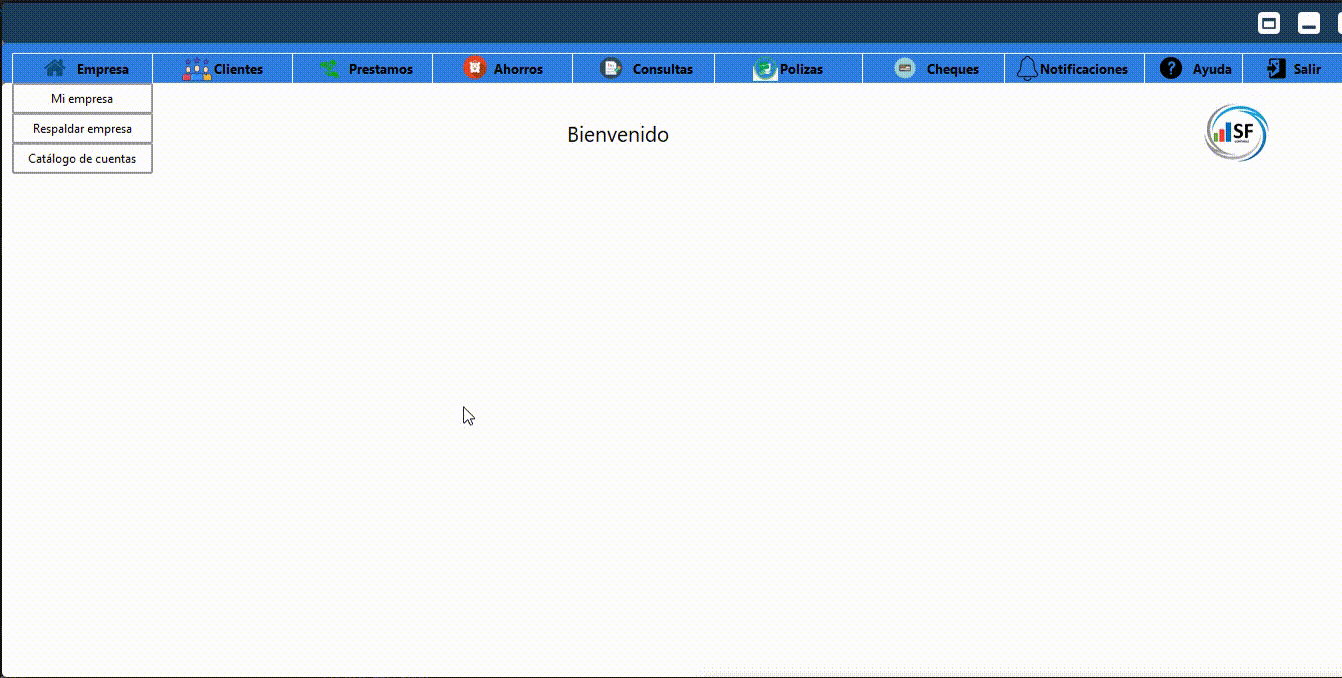 Empresa Clientes Prestamos Ahorros Consultas Polizas Cheques Notificaciones ? Ayuda Salir
Mi empresa
Respaldar empresa
Catálogo de cuentas
Bienvenido
SF